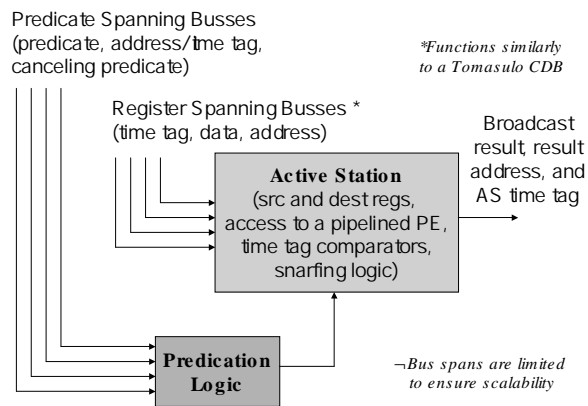 Predicate Spanning Busses
(predicate, address/time tag,
canceling predicate)
*Functions similarly
to a Tomasulo CDB
Register Spanning Busses *
(time tag, data, address)
Broadcast
result, result
address, and
AS time tag
Active Station
(src and dest regs,
access to a pipelined PE,
time tag comparators,
snarfing logic)
Predication
Logic
¬Bus spans are limited
to ensure scalability